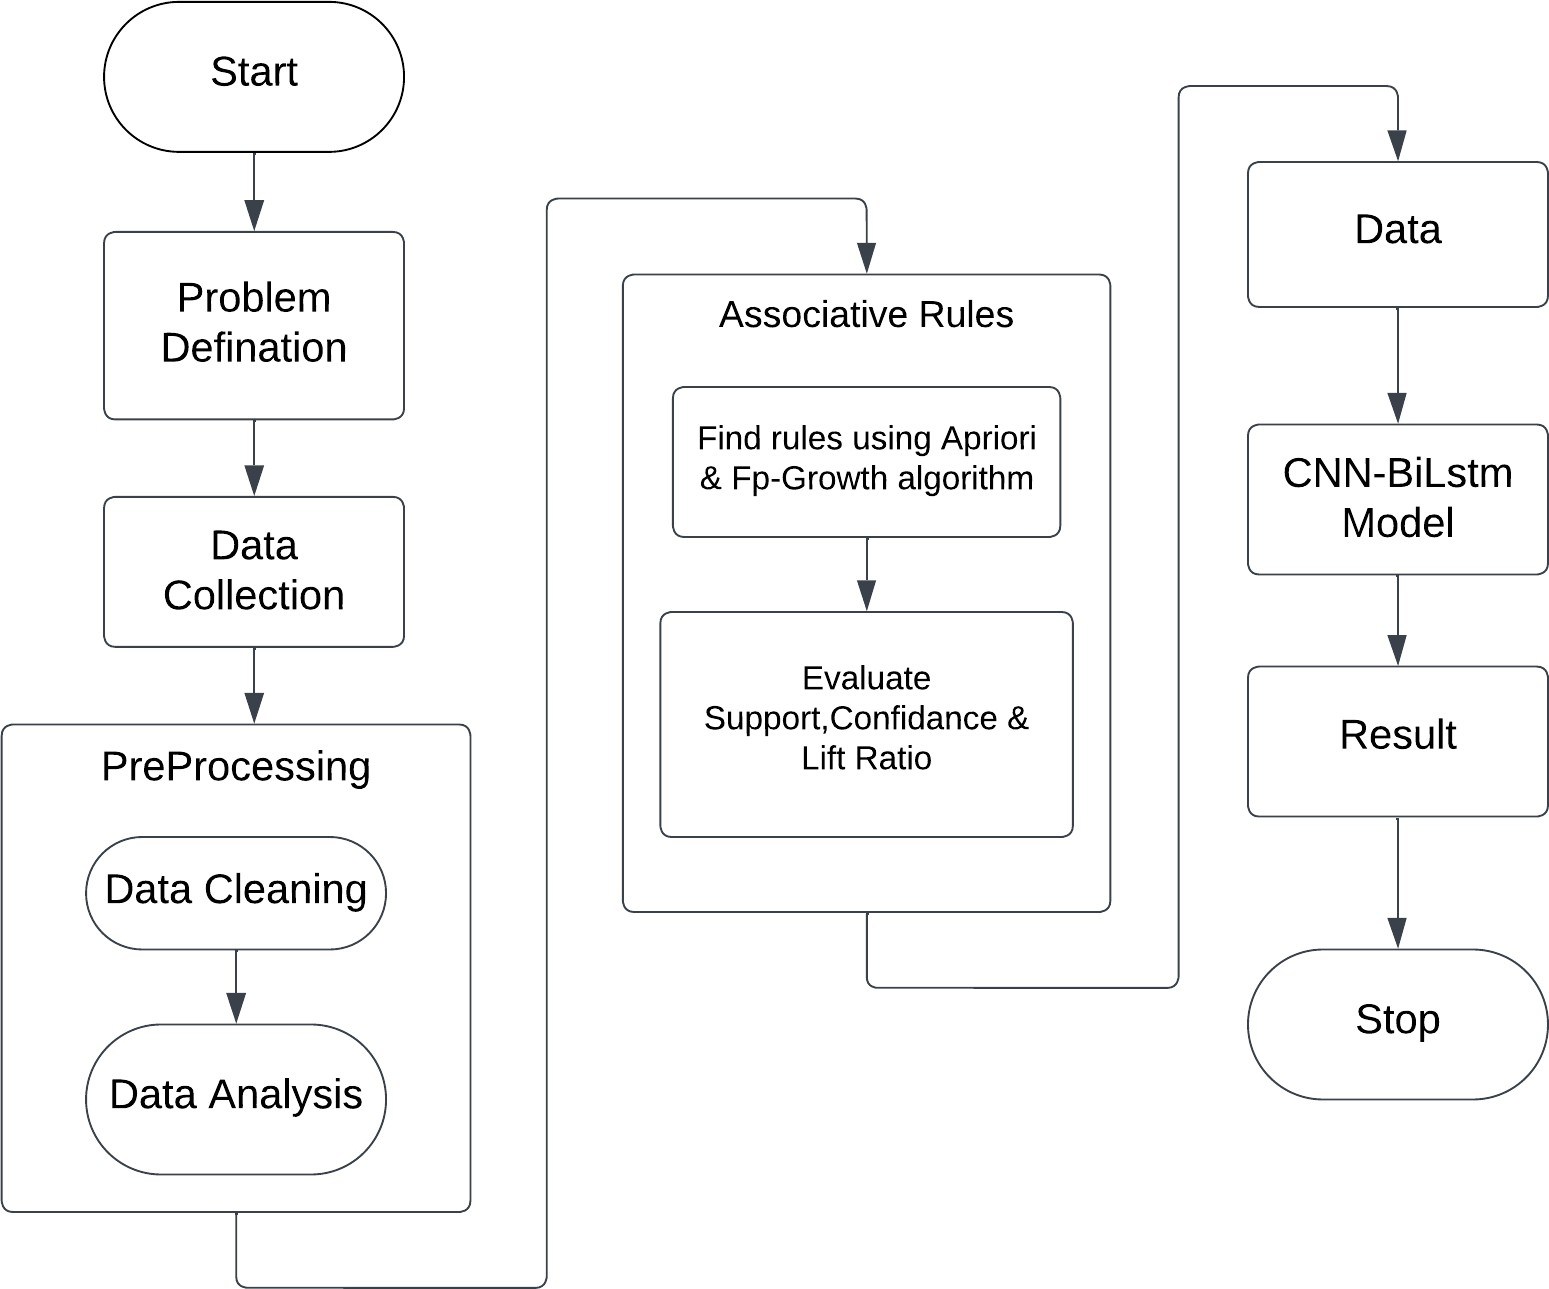 Start
Problem
Defination
Data
Collection
PreProcessing
Data Cleaning
Data Analysis
Associative Rules
Find rules using Apriori
& Fp-Growth algorithm
Evaluate
Support,Confidance &
Lift Ratio
Data
CNN-BiLstm
Model
Result
Stop